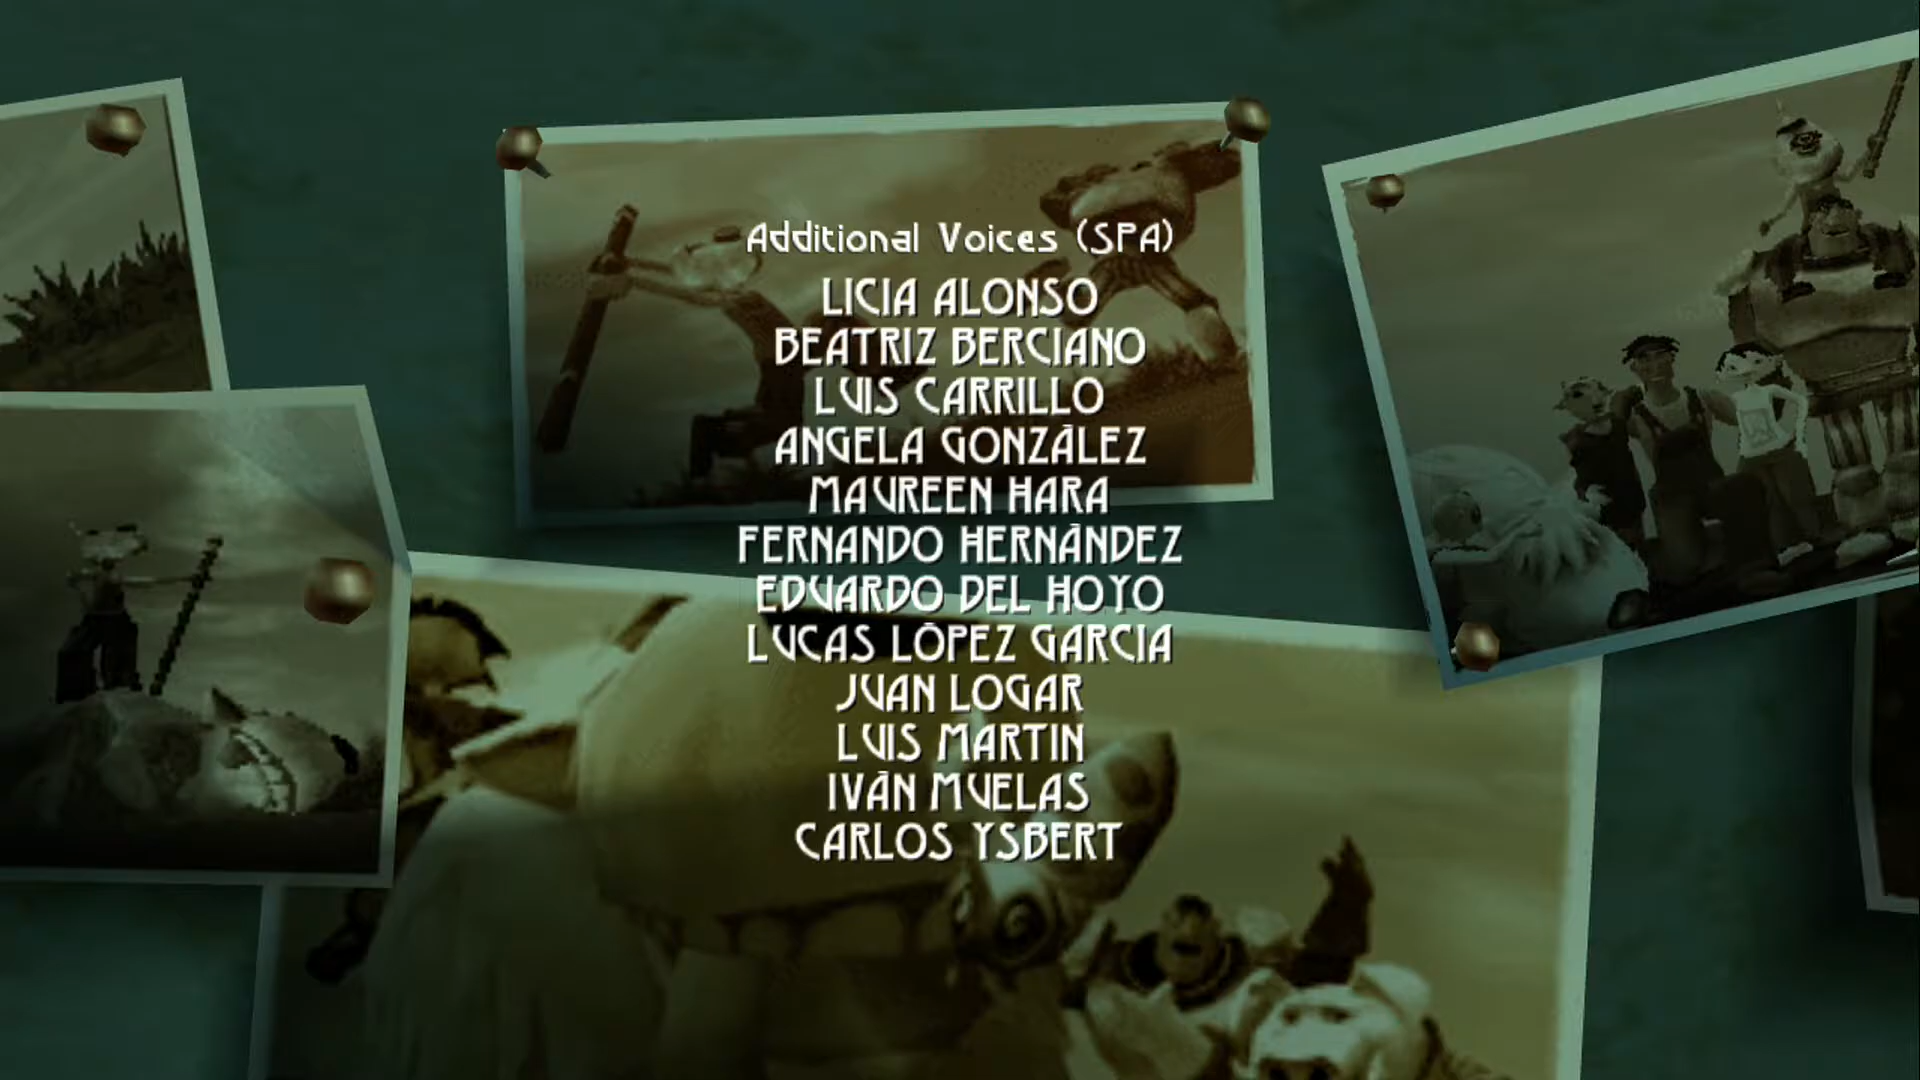 Additional Voices (SPA)
LICIA ALONSO
BEATRIZ BERCIANO
LUIS CARRILLO
ANGELA GONZÁLEZ
MAUREEN HARA
FERNANDO HERNÁNDEZ
EDUARDO DEL HOYO
LUCAS LÓPEZ GARCIA
JUAN LOGAR
LUIS MARTIN
IVÁN MUELAS
CARLOS YSBERT